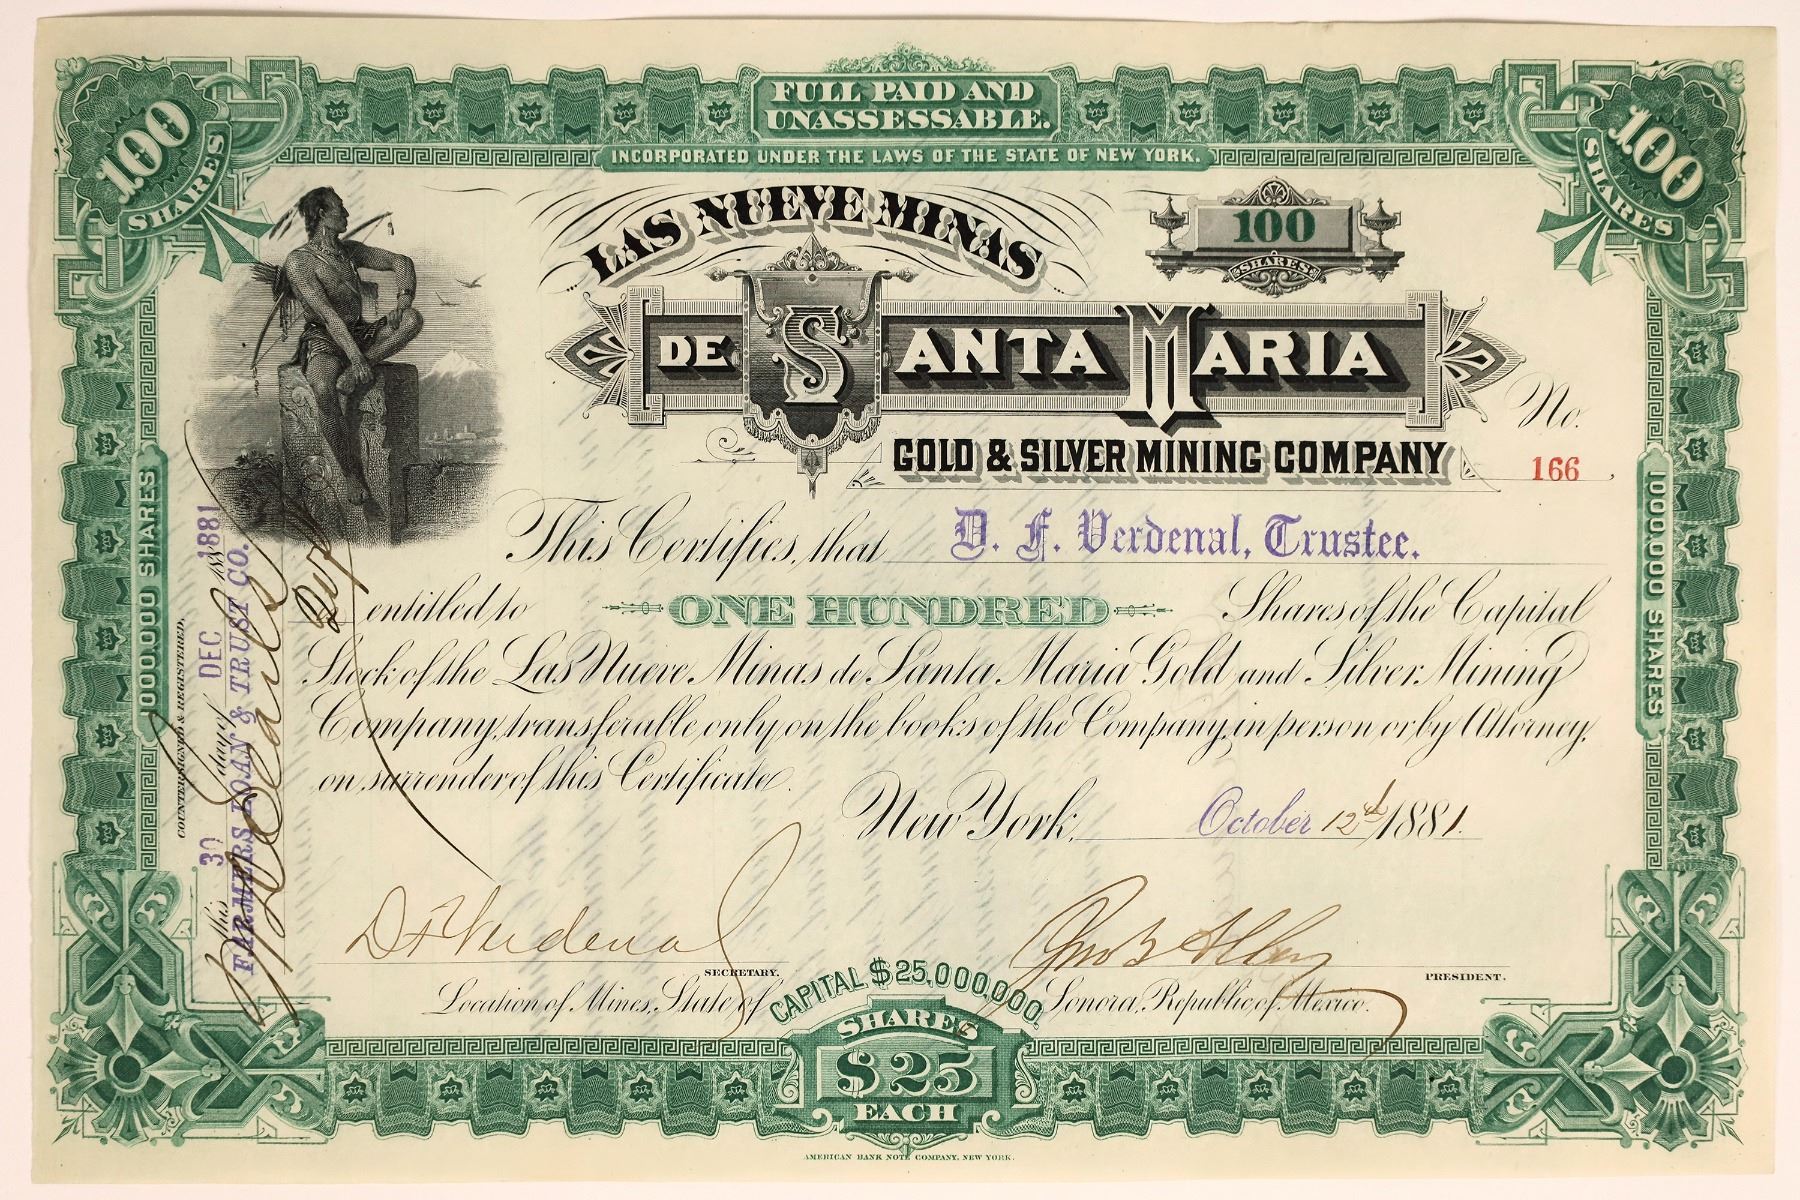 FULL PAID AND
UNASSESSABLE.
INCORPORATED UNDER THE LAWS OF THE STATE OF NEW YORK.
100
SHARES
100
SHARES
LAS NUEVE MINAS
100
SHARES
DE SANTA MARIA
GOLD & SILVER MINING COMPANY
No.
166
This Certifies, that D. F. Verdenal, Trustee.
entitled to ONE HUNDRED Shares of the Capital
Stock of the Las Nueve Minas de Santa Maria Gold and Silver Mining
Company, transferable only on the books of the Company, in person or by Attorney,
on surrender of this Certificate.
New York, October 12th 1881.
D F Verdenal
SECRETARY.
PRESIDENT.
Location of Mines, State of Sonora, Republic of Mexico.
CAPITAL $25,000,000.
SHARES
$25
EACH
1,000,000 SHARES
1,000,000 SHARES
COUNTERSIGNED & REGISTERED,
this 30 day of DEC 1881
FARMERS LOAN & TRUST CO.
AMERICAN BANK NOTE COMPANY, NEW YORK.